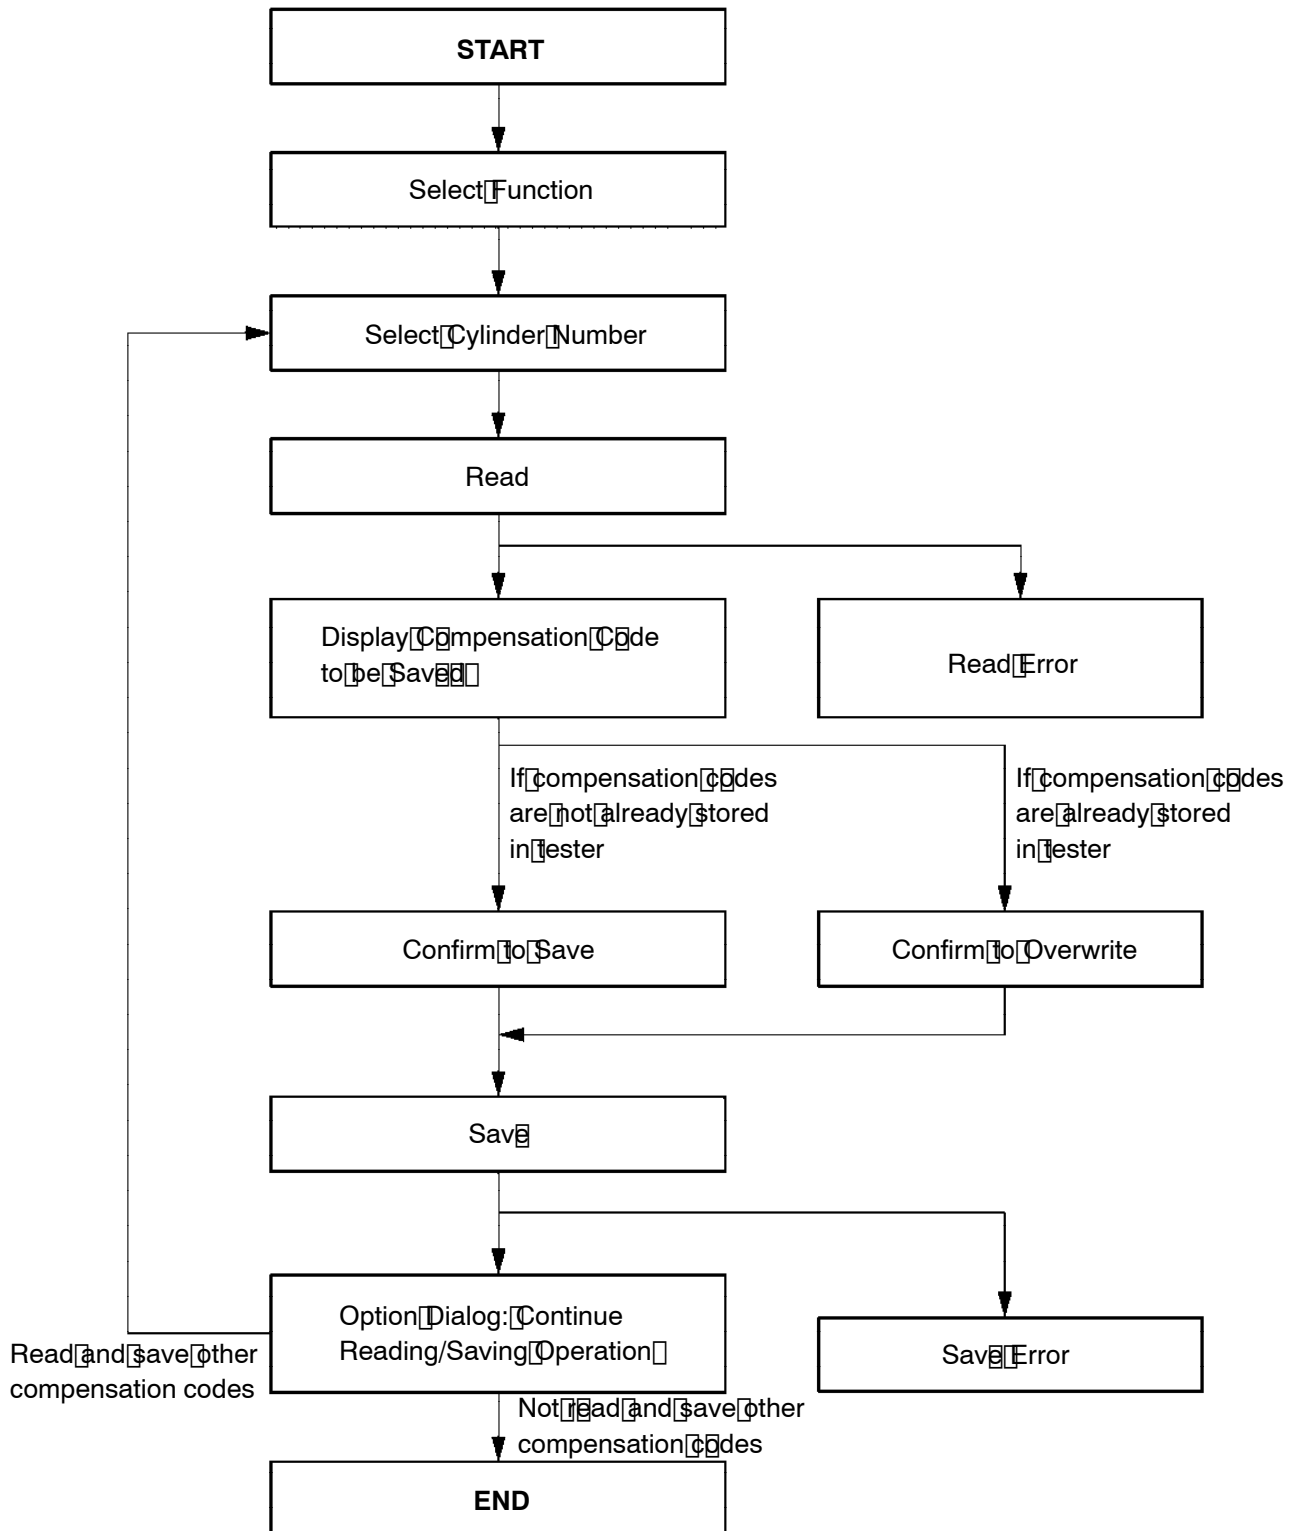 START
Select Function
Select Cylinder Number
Read
Display Compensation Code
to be Saved
Read Error
If compensation codes
are not already stored
in tester
If compensation codes
are already stored
in tester
Confirm to Save
Confirm to Overwrite
Save
Option Dialog: Continue
Reading/Saving Operation
Save Error
Read and save other
compensation codes
Not read and save other
compensation codes
END